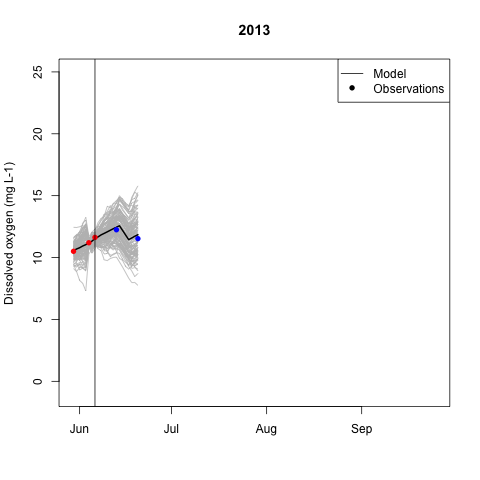 2013
Model
Observations
Dissolved oxygen (mg L-1)
25
20
15
10
5
0
Jun
Jul
Aug
Sep